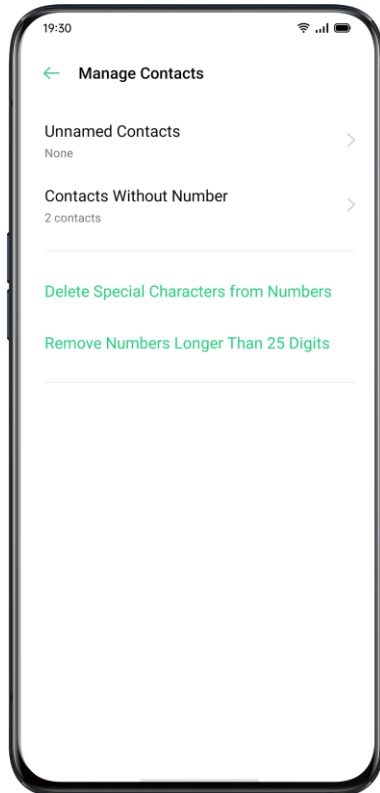 19:30
Manage Contacts
Unnamed Contacts
None
Contacts Without Number
2 contacts
Delete Special Characters from Numbers
Remove Numbers Longer Than 25 Digits